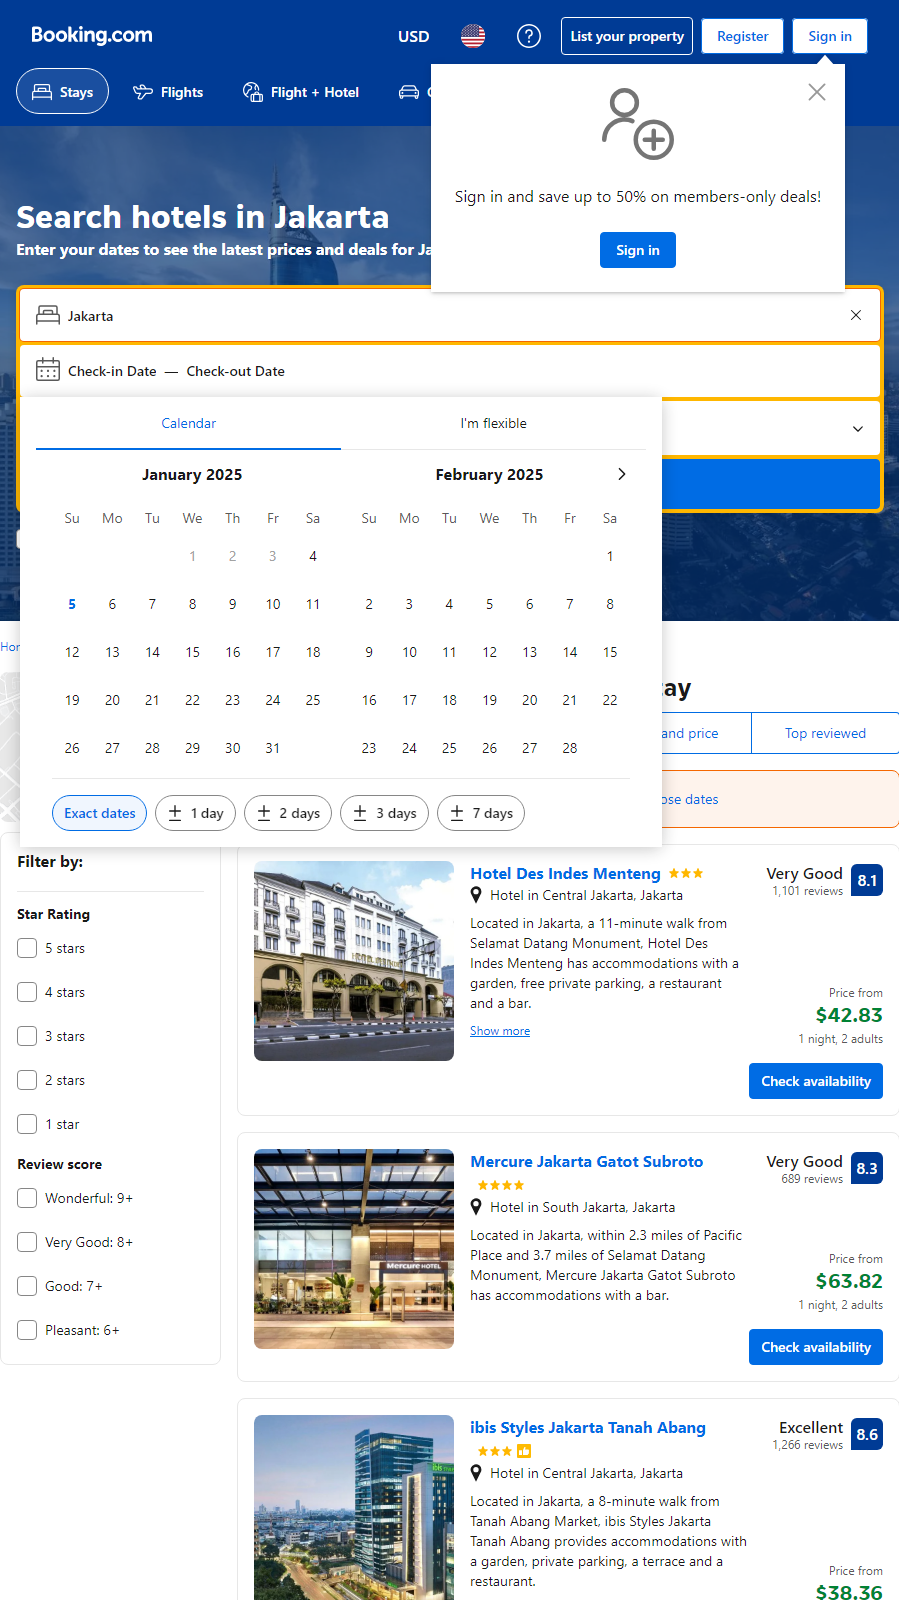 Booking.com
USD
List your property
Register
Sign in
Stays
Flights
Flight + Hotel
Sign in and save up to 50% on members-only deals!
Sign in
Search hotels in Jakarta
Enter your dates to see the latest prices and deals for Ja
Jakarta
Check-in Date — Check-out Date
Calendar
I'm flexible
January 2025
Su Mo Tu We Th Fr Sa
1 2 3 4
5 6 7 8 9 10 11
12 13 14 15 16 17 18
19 20 21 22 23 24 25
26 27 28 29 30 31
February 2025
Su Mo Tu We Th Fr Sa
1
2 3 4 5 6 7 8
9 10 11 12 13 14 15
16 17 18 19 20 21 22
23 24 25 26 27 28
Exact dates
± 1 day
± 2 days
± 3 days
± 7 days
Hor
tay
and price
Top reviewed
ose dates
Filter by:
Star Rating
5 stars
4 stars
3 stars
2 stars
1 star
Review score
Wonderful: 9+
Very Good: 8+
Good: 7+
Pleasant: 6+
Hotel Des Indes Menteng
Hotel in Central Jakarta, Jakarta
Located in Jakarta, a 11-minute walk from
Selamat Datang Monument, Hotel Des
Indes Menteng has accommodations with a
garden, free private parking, a restaurant
and a bar.
Show more
Very Good
1,101 reviews
8.1
Price from
$42.83
1 night, 2 adults
Check availability
Mercure HOTEL
Mercure Jakarta Gatot Subroto
Hotel in South Jakarta, Jakarta
Located in Jakarta, within 2.3 miles of Pacific
Place and 3.7 miles of Selamat Datang
Monument, Mercure Jakarta Gatot Subroto
has accommodations with a bar.
Very Good
689 reviews
8.3
Price from
$63.82
1 night, 2 adults
Check availability
ibis Styles Jakarta Tanah Abang
Hotel in Central Jakarta, Jakarta
Located in Jakarta, a 8-minute walk from
Tanah Abang Market, ibis Styles Jakarta
Tanah Abang provides accommodations with
a garden, private parking, a terrace and a
restaurant.
Excellent
1,266 reviews
8.6
Price from
$38.36